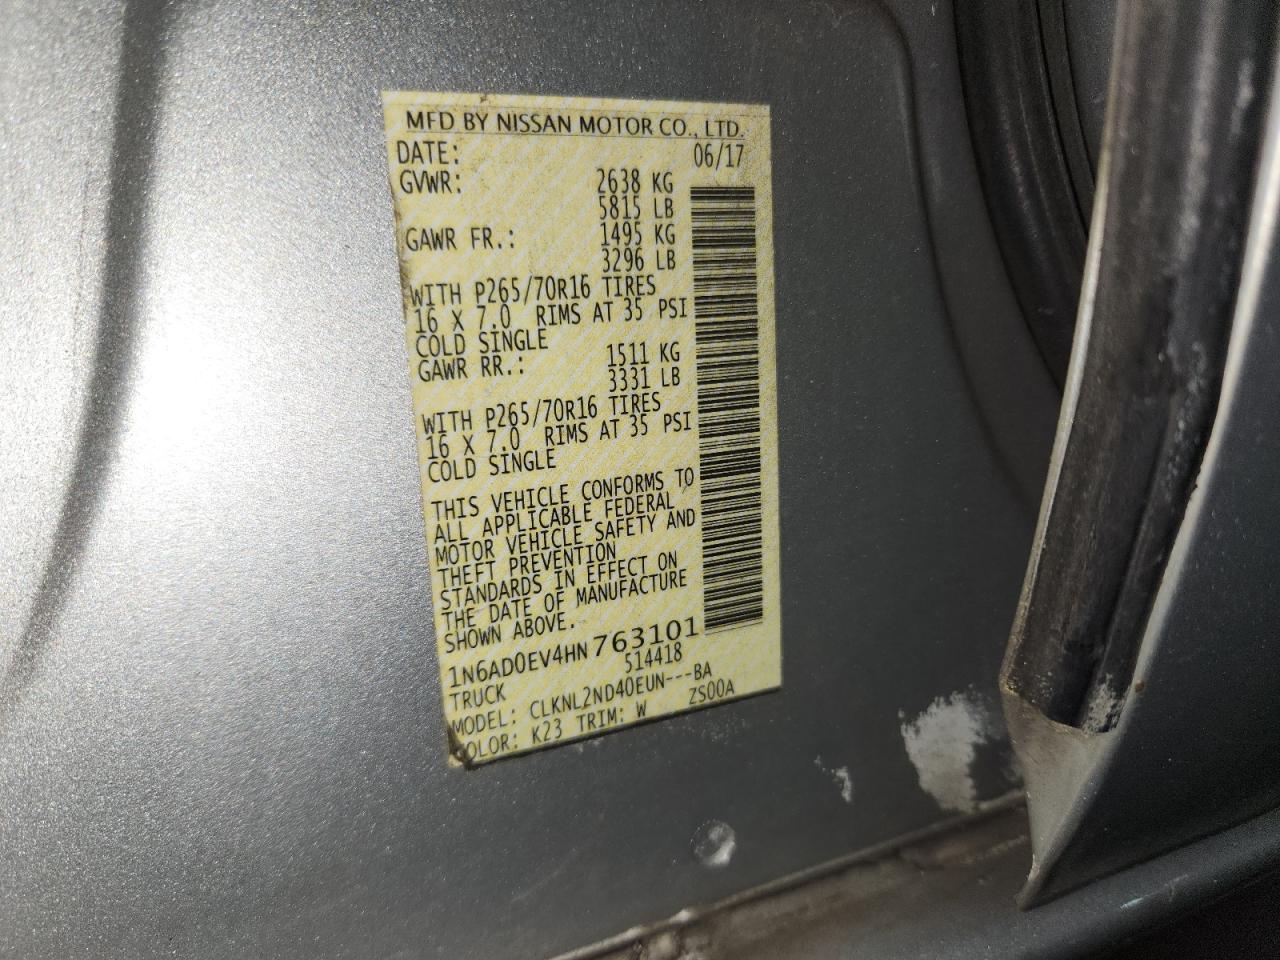 MFD BY NISSAN MOTOR CO., LTD.
DATE: 06/17
GVWR: 2638 KG
5815 LB
GAWR FR.: 1495 KG
3296 LB
WITH P265/70R16 TIRES
16 X 7.0 RIMS AT 35 PSI
COLD SINGLE
GAWR RR.: 1511 KG
3331 LB
WITH P265/70R16 TIRES
16 X 7.0 RIMS AT 35 PSI
COLD SINGLE
THIS VEHICLE CONFORMS TO
ALL APPLICABLE FEDERAL
MOTOR VEHICLE SAFETY AND
THEFT PREVENTION
STANDARDS IN EFFECT ON
THE DATE OF MANUFACTURE
SHOWN ABOVE.
1N6AD0EV4HN763101
TRUCK 514418
MODEL: CLKNL2ND40EUN---BA
COLOR: K23 TRIM: W ZS00A